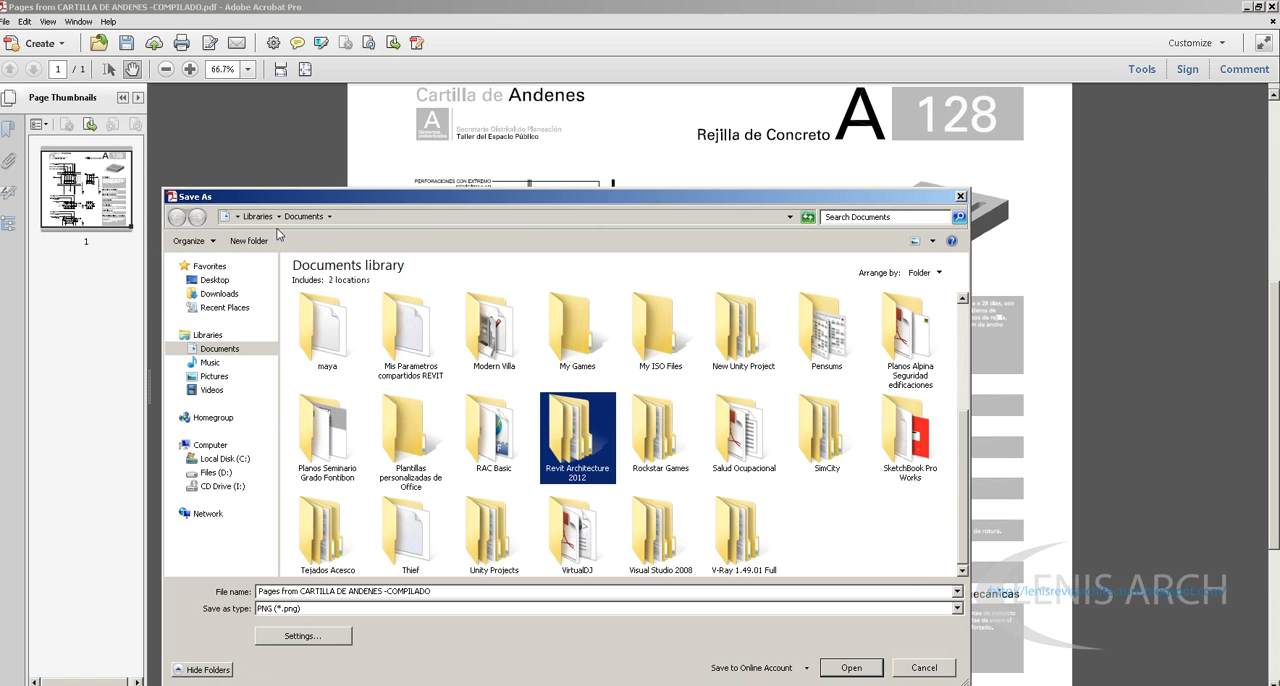 Pages from CARTILLA DE ANDENES -COMPILADO.pdf - Adobe Acrobat Pro
File Edit View Window Help
Create
Customize
1 / 1
66.7%
Tools Sign Comment
Page Thumbnails
1
Cartilla de Andenes
A
Secretaría Distrital de Planeación
Taller del Espacio Público
Rejilla de Concreto A 128
PERFORACIONES CON EXTREMO
Save As
Libraries Documents
Search Documents
Organize New folder
Favorites
Desktop
Downloads
Recent Places
Libraries
Documents
Music
Pictures
Videos
Homegroup
Computer
Local Disk (C:)
Files (D:)
CD Drive (I:)
Network
Documents library
Includes: 2 locations
Arrange by: Folder
maya
Mis Parametros compartidos REVIT
Modern Villa
My Games
My ISO Files
New Unity Project
Pensums
Planos Alpina Seguridad edificaciones
Planos Seminario Grado Fontibon
Plantillas personalizadas de Office
RAC Basic
Revit Architecture 2012
Rockstar Games
Salud Ocupacional
SimCity
SketchBook Pro Works
Tejados Acesco
Thief
Unity Projects
VirtualDJ
Visual Studio 2008
V-Ray 1.49.01 Full
File name: Pages from CARTILLA DE ANDENES -COMPILADO
Save as type: PNG (*.png)
Settings...
Hide Folders
Save to Online Account
Open
Cancel
LENIS ARCH